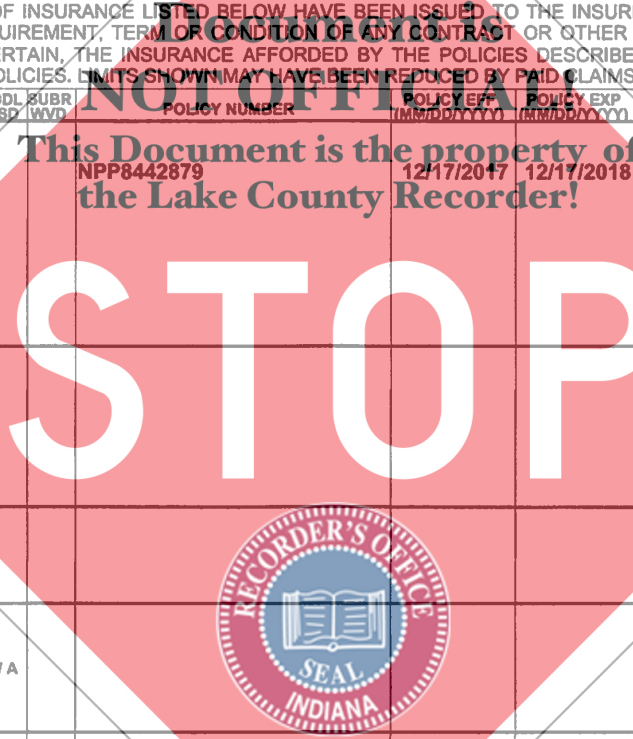 OF INSURANCE LISTED BELOW HAVE BEEN ISSUED TO THE INSUR
Document is
UIREMENT, TERM OR CONDITION OF ANY CONTRACT OR OTHER
ERTAIN, THE INSURANCE AFFORDED BY THE POLICIES DESCRIBE
OLICIES. LIMITS SHOWN MAY HAVE BEEN REDUCED BY PAID CLAIMS
NOT OFFICIAL!
DL SUBR POLICY NUMBER POLICY EFF POLICY EXP
SD WVD (MM/DD/YYYY) (MM/DD/YYYY)
This Document is the property of
NPP8442879 12/17/2017 12/17/2018
the Lake County Recorder!
STOP
RECORDER'S OFFICE
SEAL
INDIANA
/ A